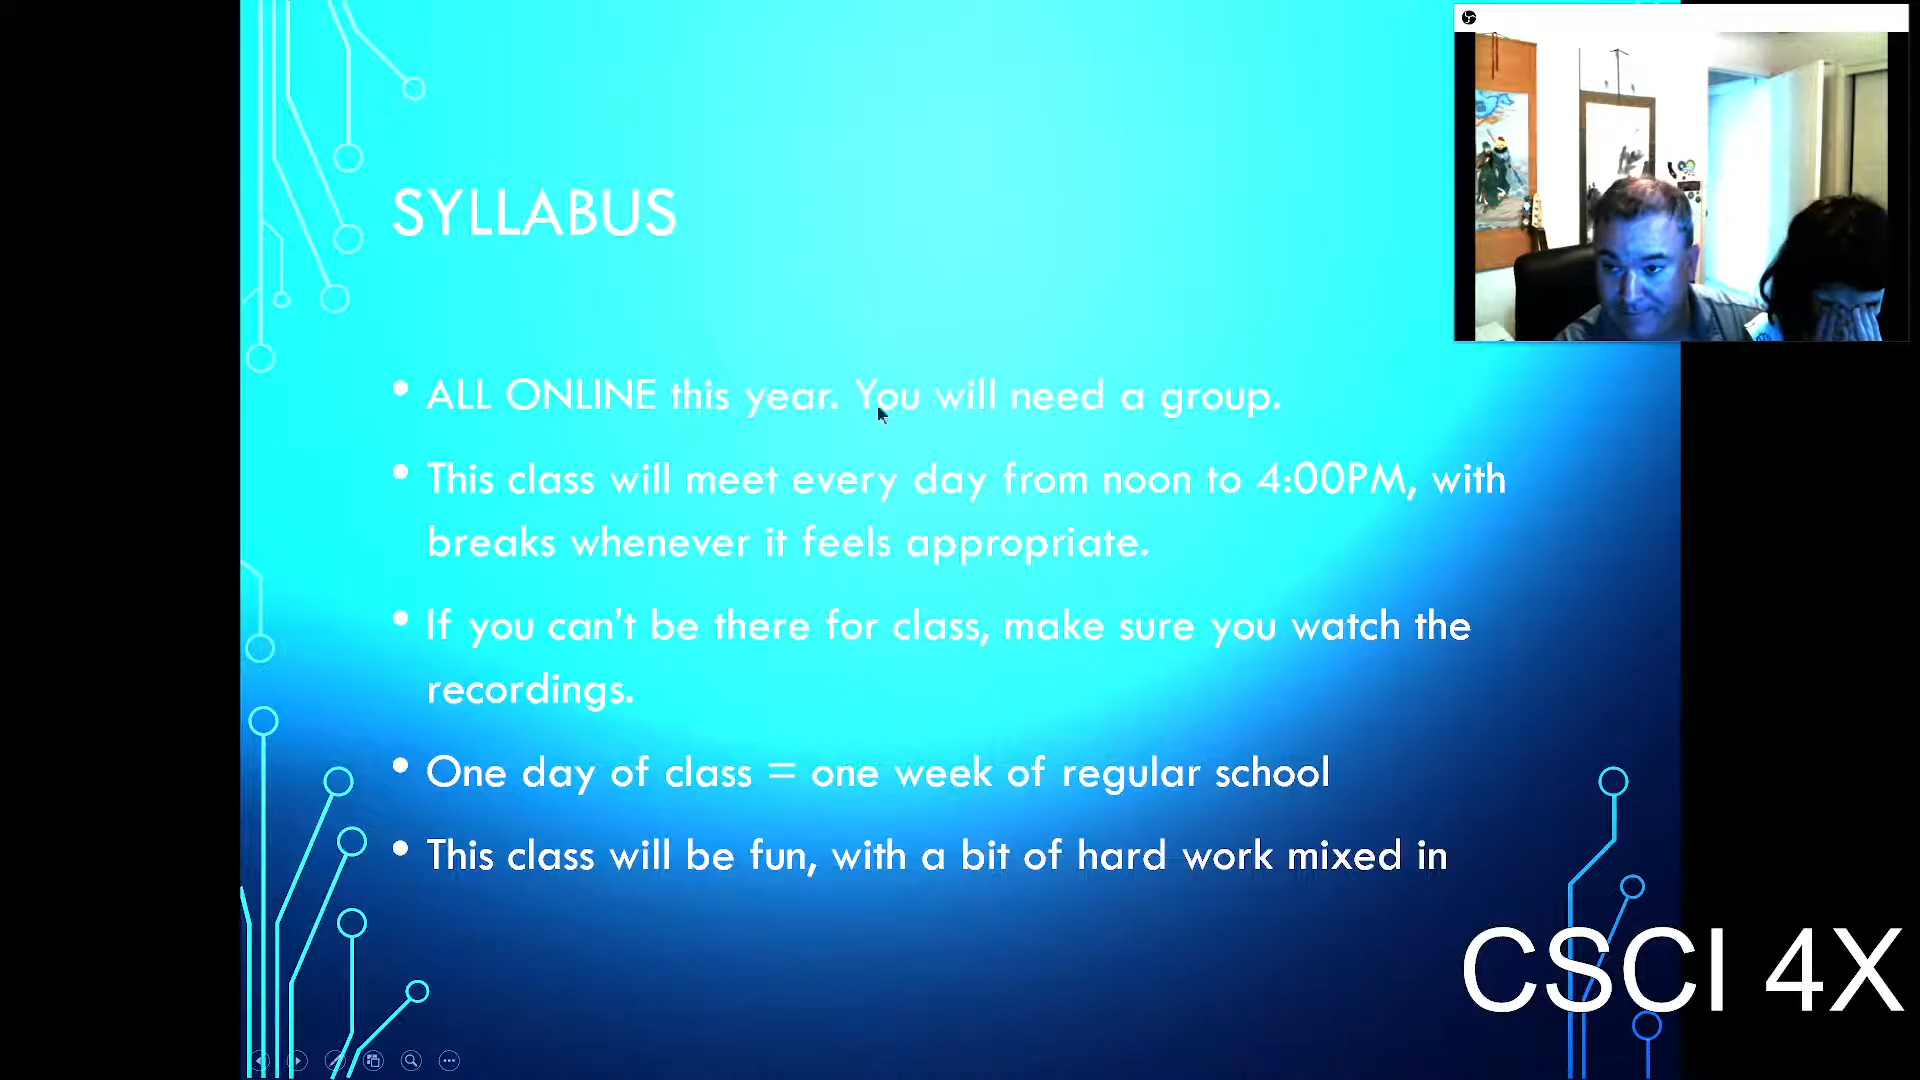 SYLLABUS
• ALL ONLINE this year. You will need a group.
• This class will meet every day from noon to 4:00PM, with
breaks whenever it feels appropriate.
• If you can't be there for class, make sure you watch the
recordings.
• One day of class = one week of regular school
• This class will be fun, with a bit of hard work mixed in
CSCI 4X